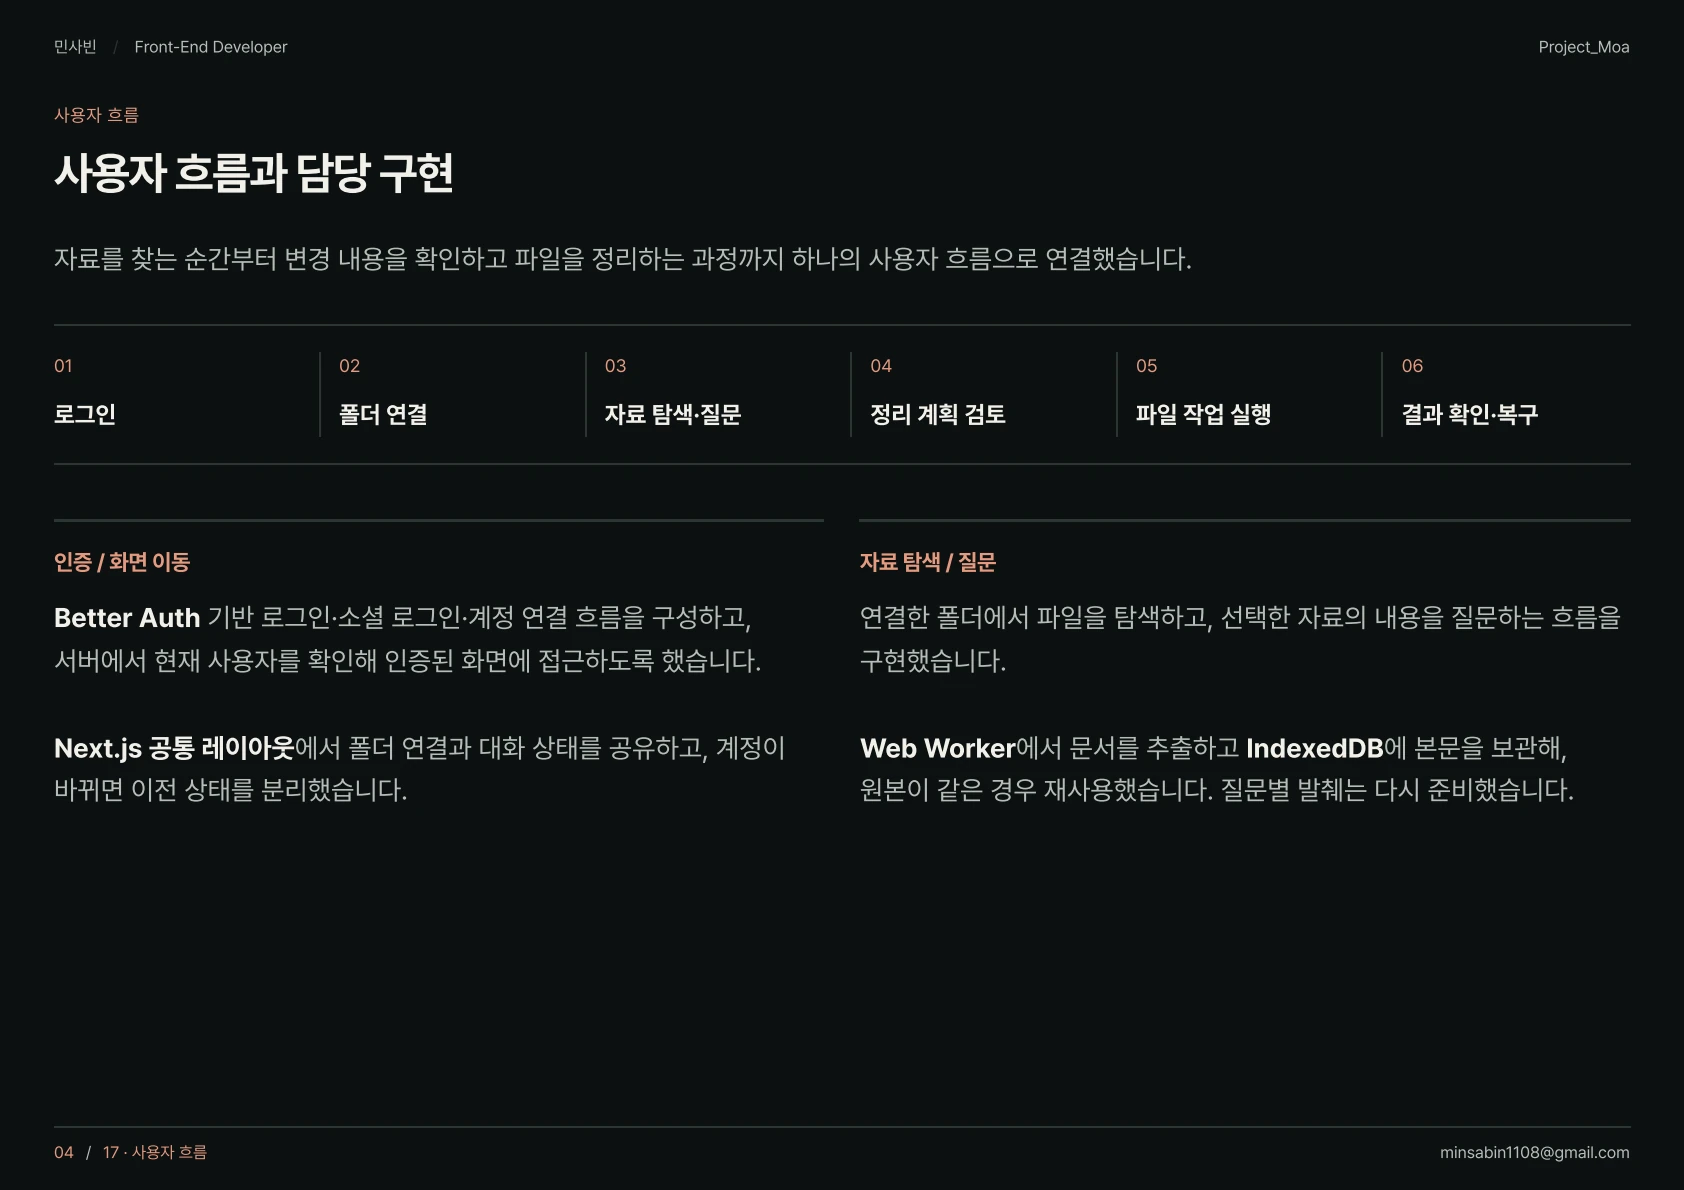 민사빈 / Front-End Developer
Project_Moa
사용자 흐름
사용자 흐름과 담당 구현
자료를 찾는 순간부터 변경 내용을 확인하고 파일을 정리하는 과정까지 하나의 사용자 흐름으로 연결했습니다.
01
로그인
02
폴더 연결
03
자료 탐색·질문
04
정리 계획 검토
05
파일 작업 실행
06
결과 확인·복구
인증 / 화면 이동
Better Auth 기반 로그인·소셜 로그인·계정 연결 흐름을 구성하고,
서버에서 현재 사용자를 확인해 인증된 화면에 접근하도록 했습니다.
Next.js 공통 레이아웃에서 폴더 연결과 대화 상태를 공유하고, 계정이
바뀌면 이전 상태를 분리했습니다.
자료 탐색 / 질문
연결한 폴더에서 파일을 탐색하고, 선택한 자료의 내용을 질문하는 흐름을
구현했습니다.
Web Worker에서 문서를 추출하고 IndexedDB에 본문을 보관해,
원본이 같은 경우 재사용했습니다. 질문별 발췌는 다시 준비했습니다.
04 / 17 · 사용자 흐름
minsabin1108@gmail.com